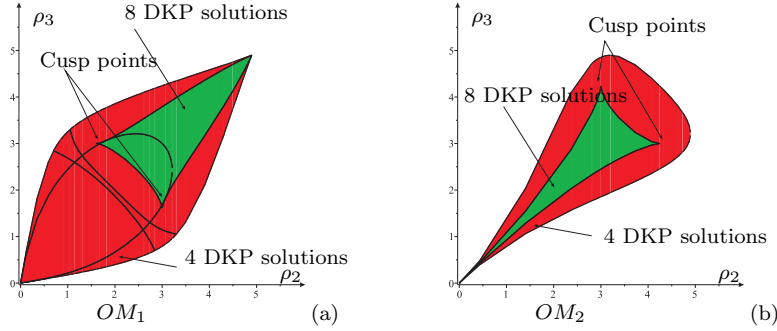 8 DKP solutions
ρ3
Cusp points
5
4
3
2
1
0
0 1 2 3 4 5
4 DKP solutions
ρ2
OM1
(a)
ρ3
Cusp points
8 DKP solutions
5
4
3
2
1
0
0 1 2 3 4 5
4 DKP solutions
ρ2
OM2
(b)